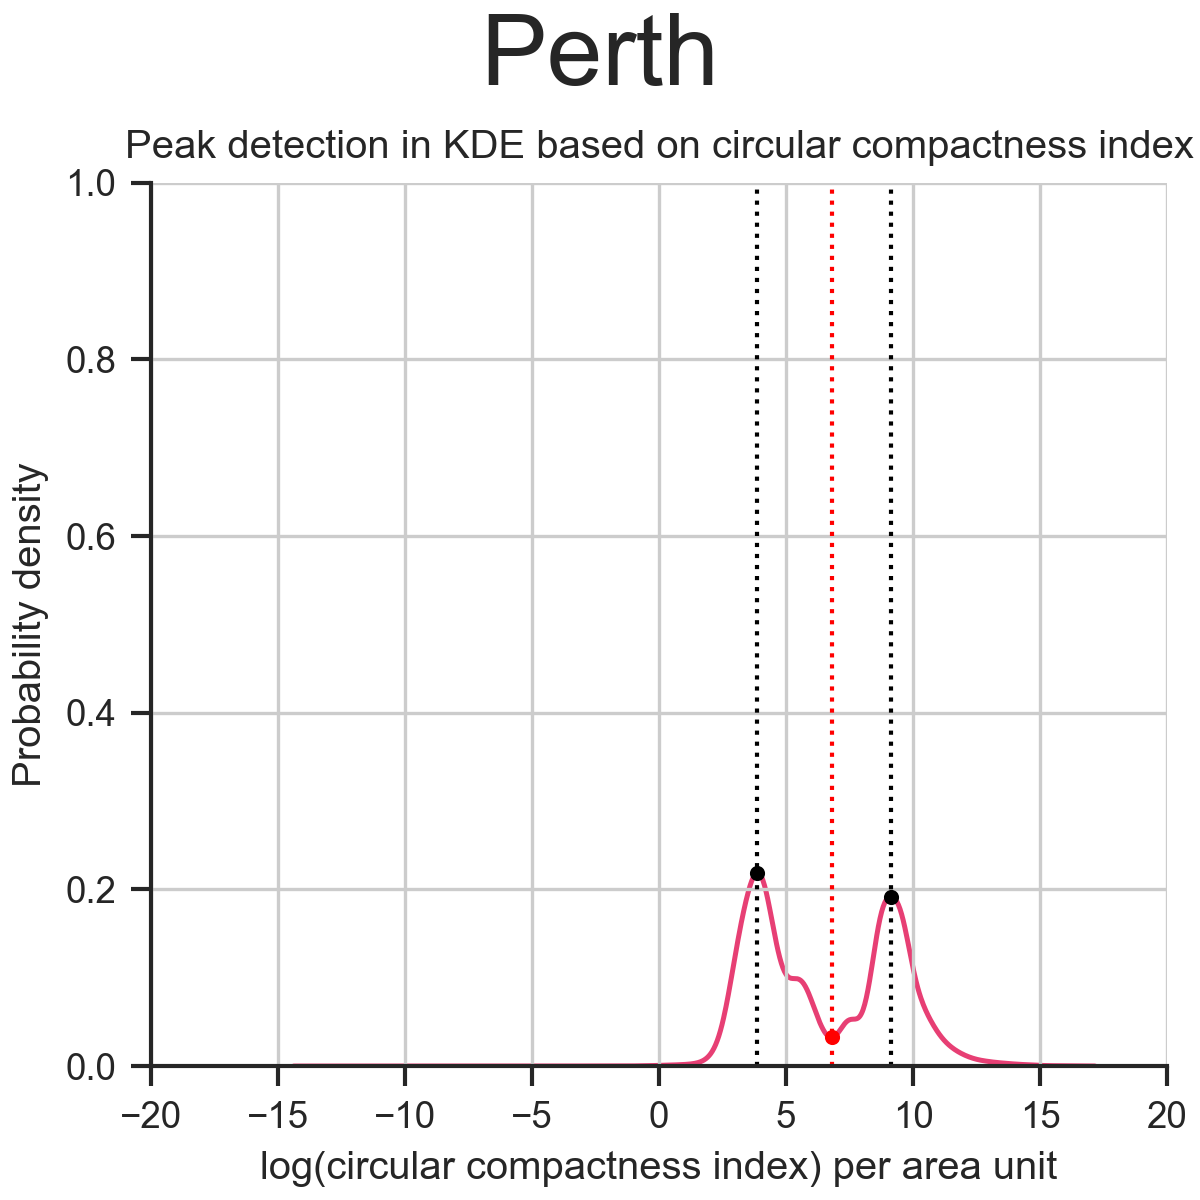 Perth
Peak detection in KDE based on circular compactness index
1.0
0.8
0.6
0.4
0.2
0.0
Probability density
−20 −15 −10 −5 0 5 10 15 20
log(circular compactness index) per area unit